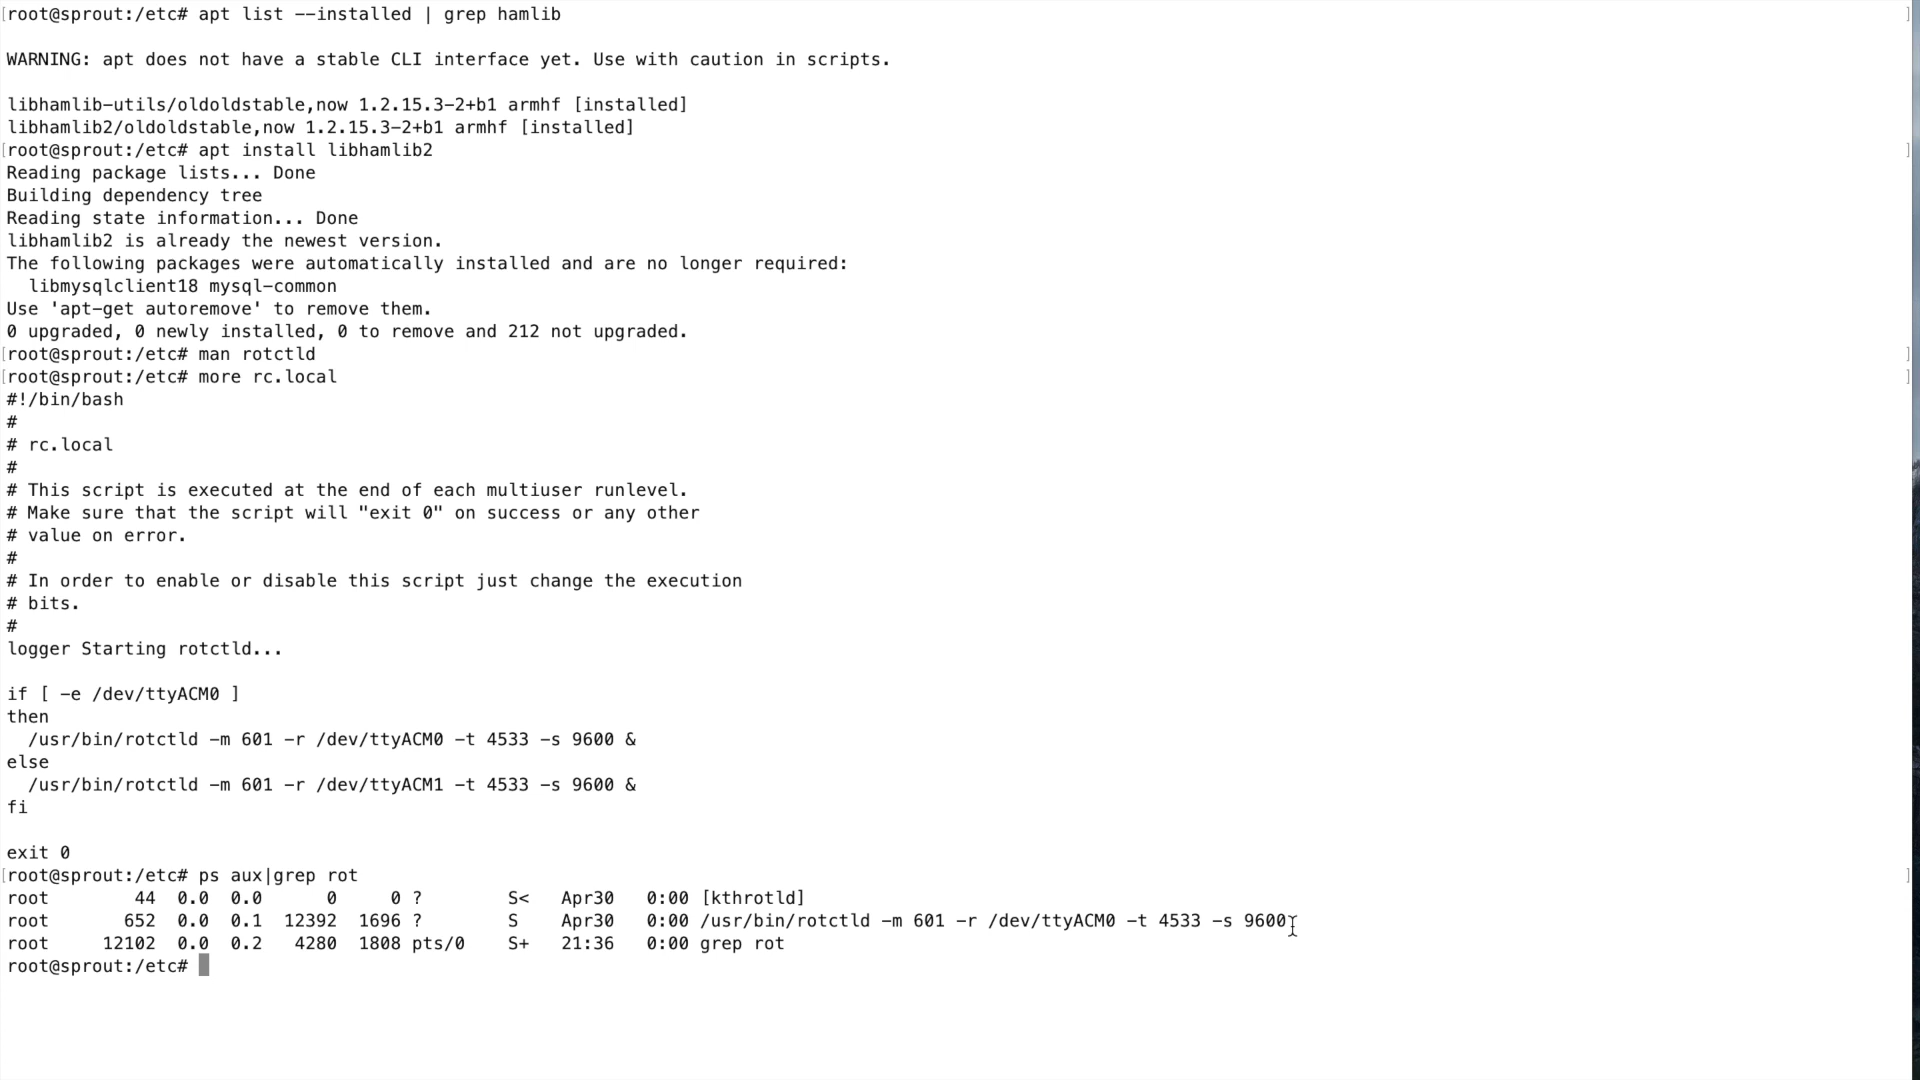 [root@sprout:/etc# apt list --installed | grep hamlib ]
WARNING: apt does not have a stable CLI interface yet. Use with caution in scripts.
libhamlib-utils/oldoldstable,now 1.2.15.3-2+b1 armhf [installed]
libhamlib2/oldoldstable,now 1.2.15.3-2+b1 armhf [installed]
[root@sprout:/etc# apt install libhamlib2 ]
Reading package lists... Done
Building dependency tree
Reading state information... Done
libhamlib2 is already the newest version.
The following packages were automatically installed and are no longer required:
  libmysqlclient18 mysql-common
Use 'apt-get autoremove' to remove them.
0 upgraded, 0 newly installed, 0 to remove and 212 not upgraded.
[root@sprout:/etc# man rotctld ]
[root@sprout:/etc# more rc.local ]
#!/bin/bash
#
# rc.local
#
# This script is executed at the end of each multiuser runlevel.
# Make sure that the script will "exit 0" on success or any other
# value on error.
#
# In order to enable or disable this script just change the execution
# bits.
#
logger Starting rotctld...
if [ -e /dev/ttyACM0 ]
then
  /usr/bin/rotctld -m 601 -r /dev/ttyACM0 -t 4533 -s 9600 &
else
  /usr/bin/rotctld -m 601 -r /dev/ttyACM1 -t 4533 -s 9600 &
fi
exit 0
[root@sprout:/etc# ps aux|grep rot ]
root        44  0.0  0.0      0     0 ?        S<   Apr30   0:00 [kthrotld]
root       652  0.0  0.1  12392  1696 ?        S    Apr30   0:00 /usr/bin/rotctld -m 601 -r /dev/ttyACM0 -t 4533 -s 9600
root     12102  0.0  0.2   4280  1808 pts/0    S+   21:36   0:00 grep rot
root@sprout:/etc#